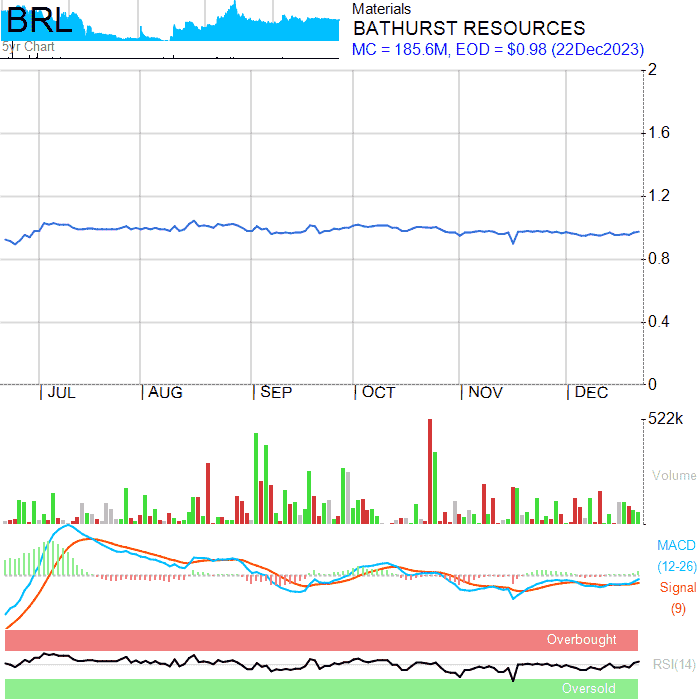 BRL
5yr Chart
Materials
BATHURST RESOURCES
MC = 185.6M, EOD = $0.98 (22Dec2023)
2
1.6
1.2
0.8
0.4
0
JUL AUG SEP OCT NOV DEC
522k
Volume
MACD
(12-26)
Signal
(9)
Overbought
RSI(14)
Oversold